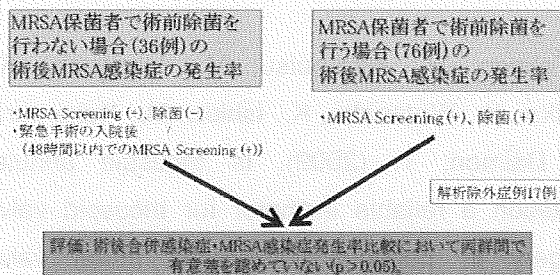 MRSA保菌者で術前除菌を
行わない場合(36例)の
術後MRSA感染症の発生率
・MRSA Screening (-)、除菌(-)
・緊急手術の入院後
(48時間以内でのMRSA Screening (+))
MRSA保菌者で術前除菌を
行う場合(76例)の
術後MRSA感染症の発生率
・MRSA Screening (+)、除菌(+)
解析除外症例17例
評価:術後合併感染症・MRSA感染症発生率比較において両群間で
有意差を認めていない(p>0.05)。